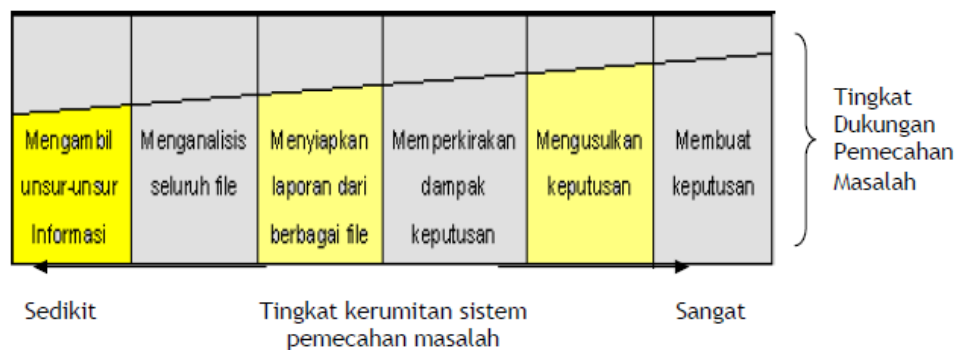 Mengambil
unsur-unsur
Informasi
Menganalisis
seluruh file
Menyiapkan
laporan dari
berbagai file
Memperkirakan
dampak
keputusan
Mengusulkan
keputusan
Membuat
keputusan
Tingkat
Dukungan
Pemecahan
Masalah
Sedikit
Tingkat kerumitan sistem
pemecahan masalah
Sangat